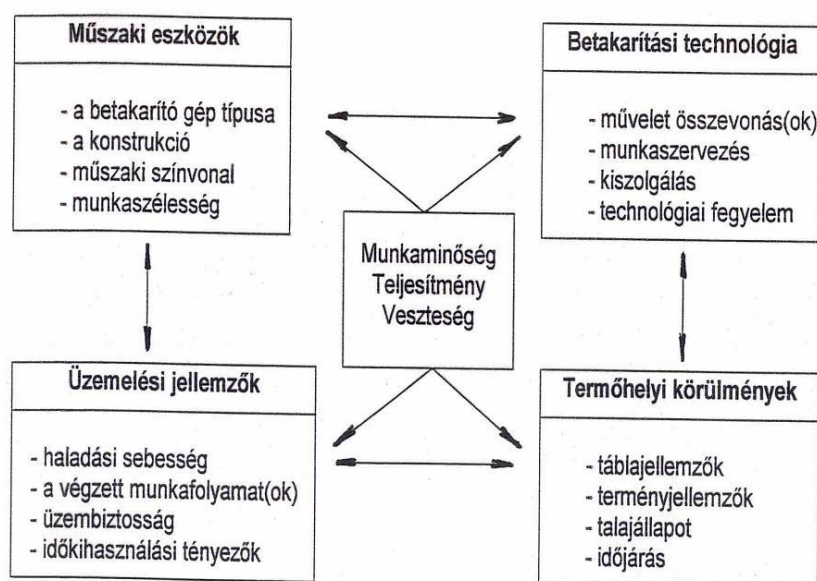 Műszaki eszközök
- a betakarító gép típusa
- a konstrukció
- műszaki színvonal
- munkaszélesség
Betakarítási technológia
- művelet összevonás(ok)
- munkaszervezés
- kiszolgálás
- technológiai fegyelem
Munkaminőség
Teljesítmény
Veszteség
Üzemelési jellemzők
- haladási sebesség
- a végzett munkafolyamat(ok)
- üzembiztosság
- időkihasználási tényezők
Termőhelyi körülmények
- táblajellemzők
- terményjellemzők
- talajállapot
- időjárás